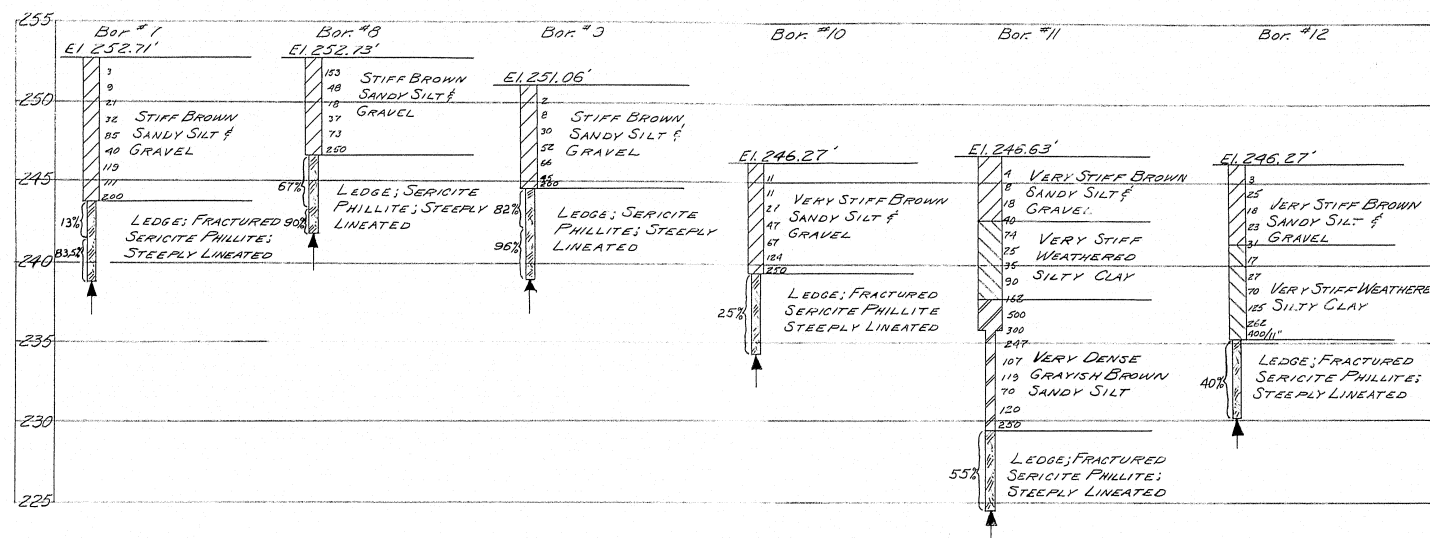 255
250
245
240
235
230
225
Bor #7
El. 252.71'
3
9
21
32
85
40
119
111
200
STIFF BROWN
SANDY SILT &
GRAVEL
13%
83.5%
LEDGE; FRACTURED
SERICITE PHILLITE;
STEEPLY LINEATED
Bor. #8
El. 252.73'
153
48
18
37
73
250
STIFF BROWN
SANDY SILT &
GRAVEL
67%
90%
LEDGE; SERICITE
PHILLITE; STEEPLY
LINEATED
Bor. #9
El. 251.06'
2
8
30
52
66
45
200
STIFF BROWN
SANDY SILT &
GRAVEL
82%
96%
LEDGE; SERICITE
PHILLITE; STEEPLY
LINEATED
Bor. #10
El. 246.27'
11
11
21
47
67
124
250
VERY STIFF BROWN
SANDY SILT &
GRAVEL
25%
LEDGE; FRACTURED
SERICITE PHILLITE
STEEPLY LINEATED
Bor. #11
El. 246.63'
4
8
18
40
74
25
35
90
162
500
300
247
107
119
70
120
250
VERY STIFF BROWN
SANDY SILT &
GRAVEL
VERY STIFF
WEATHERED
SILTY CLAY
VERY DENSE
GRAYISH BROWN
SANDY SILT
55%
LEDGE; FRACTURED
SERICITE PHILLITE;
STEEPLY LINEATED
Bor. #12
El. 246.27'
3
25
18
23
31
17
27
70
125
262
400/11"
VERY STIFF BROWN
SANDY SILT &
GRAVEL
VERY STIFF WEATHERE
SILTY CLAY
40%
LEDGE; FRACTURED
SERICITE PHILLITE;
STEEPLY LINEATED